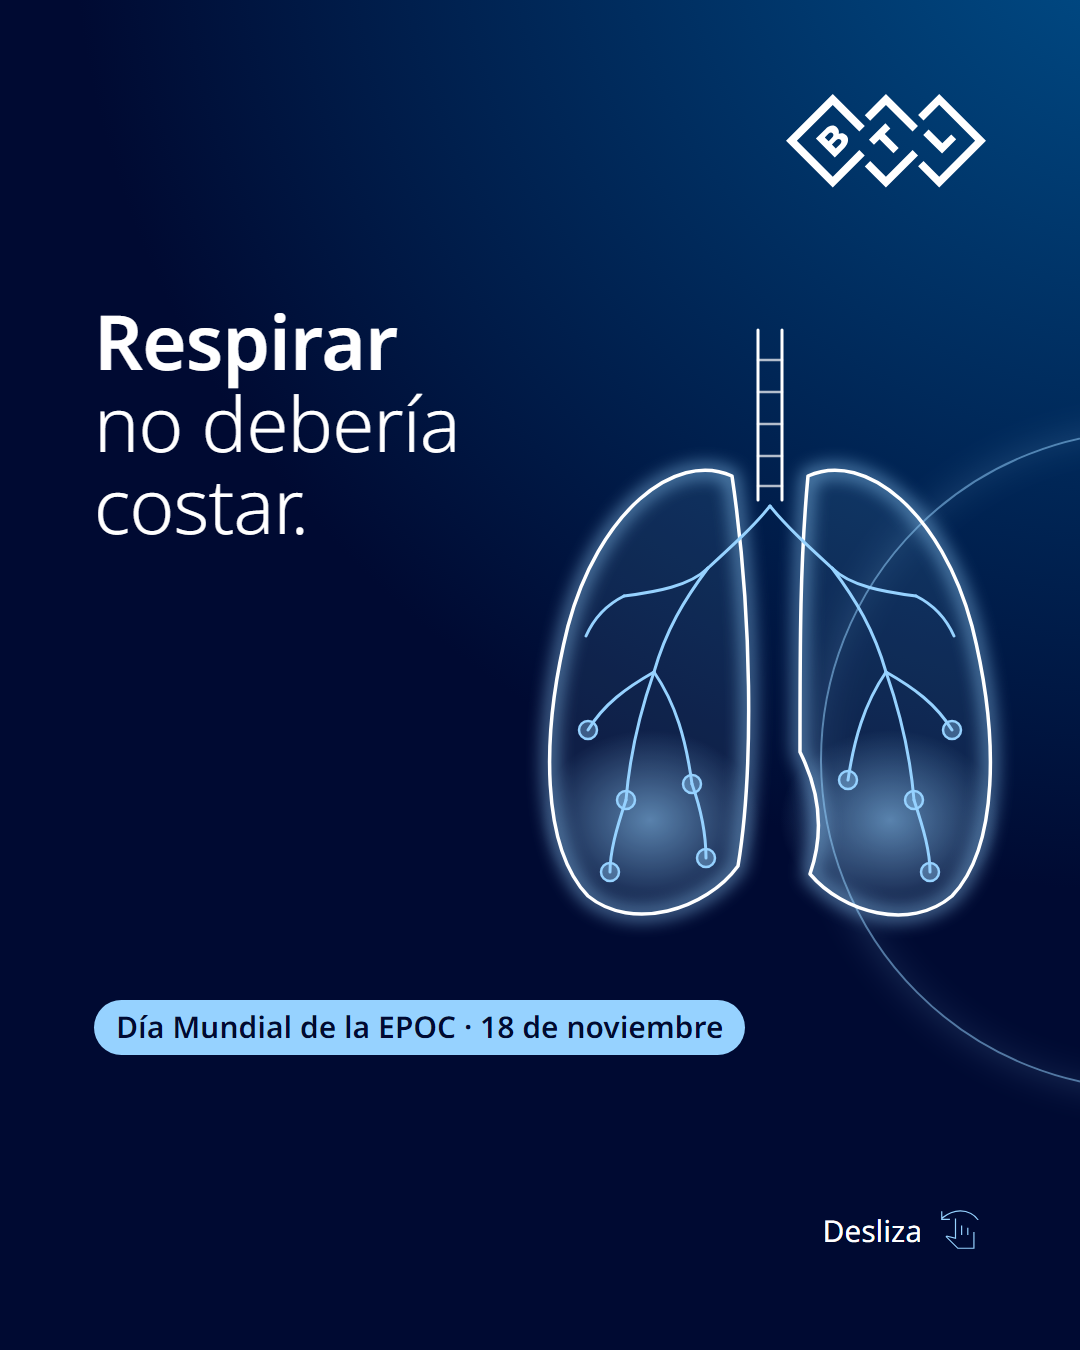 BTL
Respirar
no debería
costar.
Día Mundial de la EPOC · 18 de noviembre
Desliza